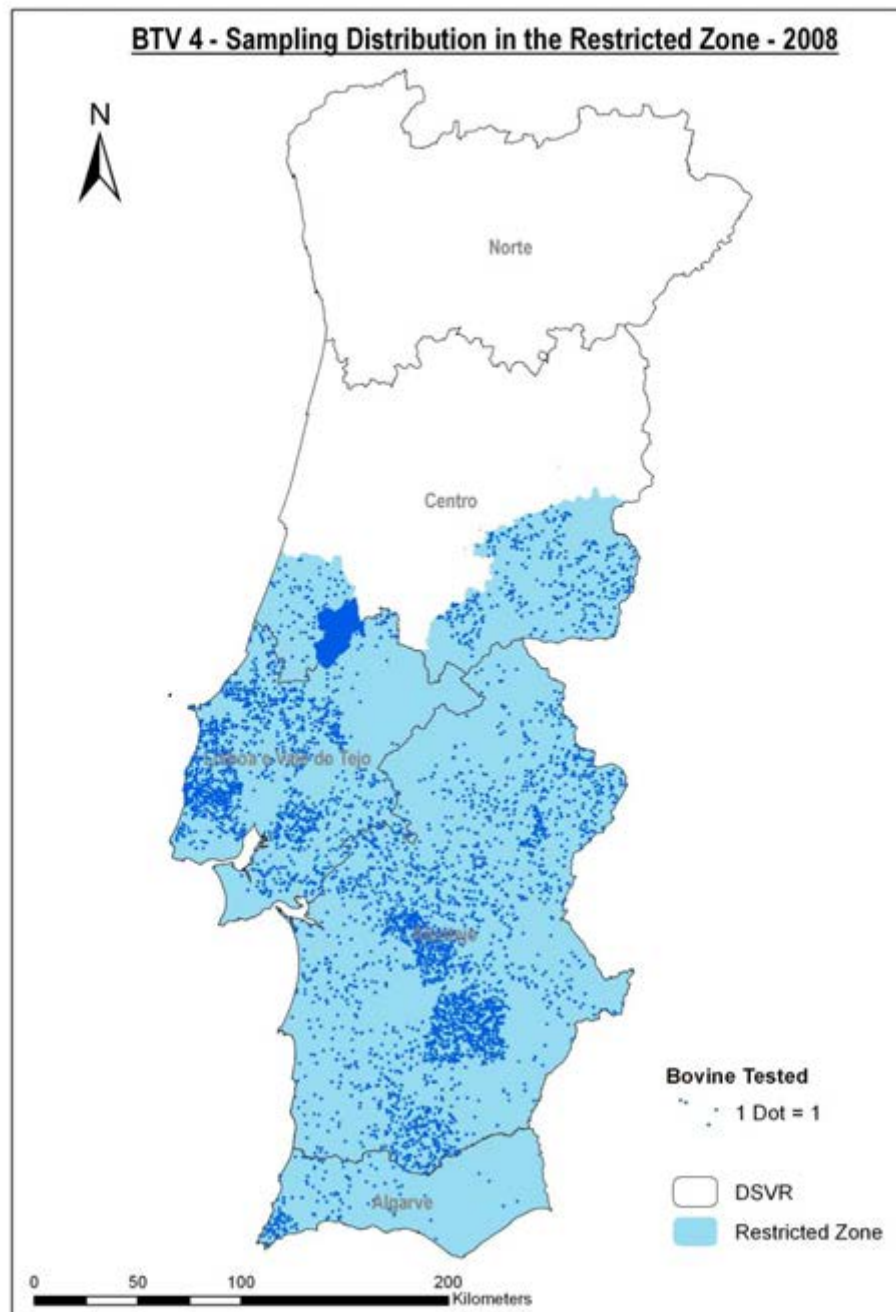 BTV 4 - Sampling Distribution in the Restricted Zone - 2008
N
Norte
Centro
Lisboa e Vale do Tejo
Alentejo
Bovine Tested
1 Dot = 1
Algarve
DSVR
Restricted Zone
0 50 100 200
Kilometers